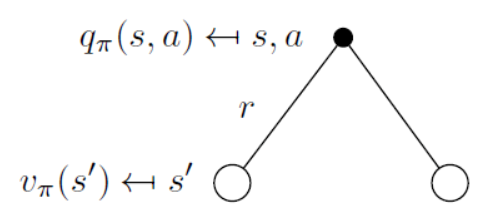 qπ(s, a) ↤ s, a
r
vπ(s′) ↤ s′